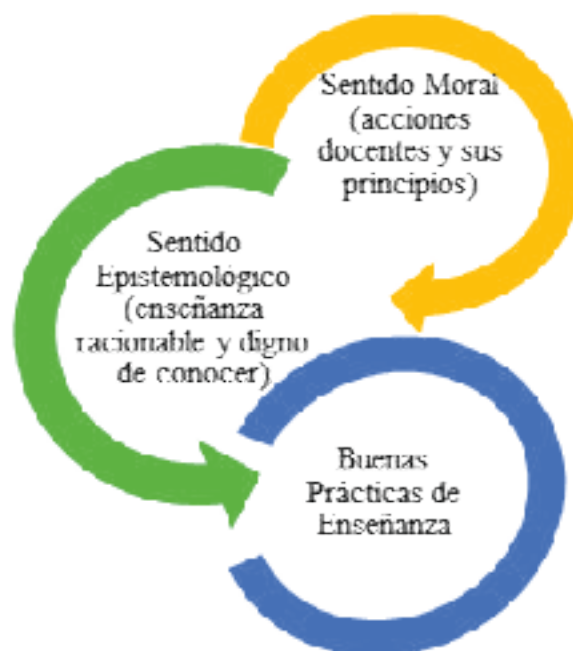 Sentido Moral
(acciones
docentes y sus
principios)
Sentido
Epistemológico
(enseñanza
racionable y digno
de conocer)
Buenas
Prácticas de
Enseñanza